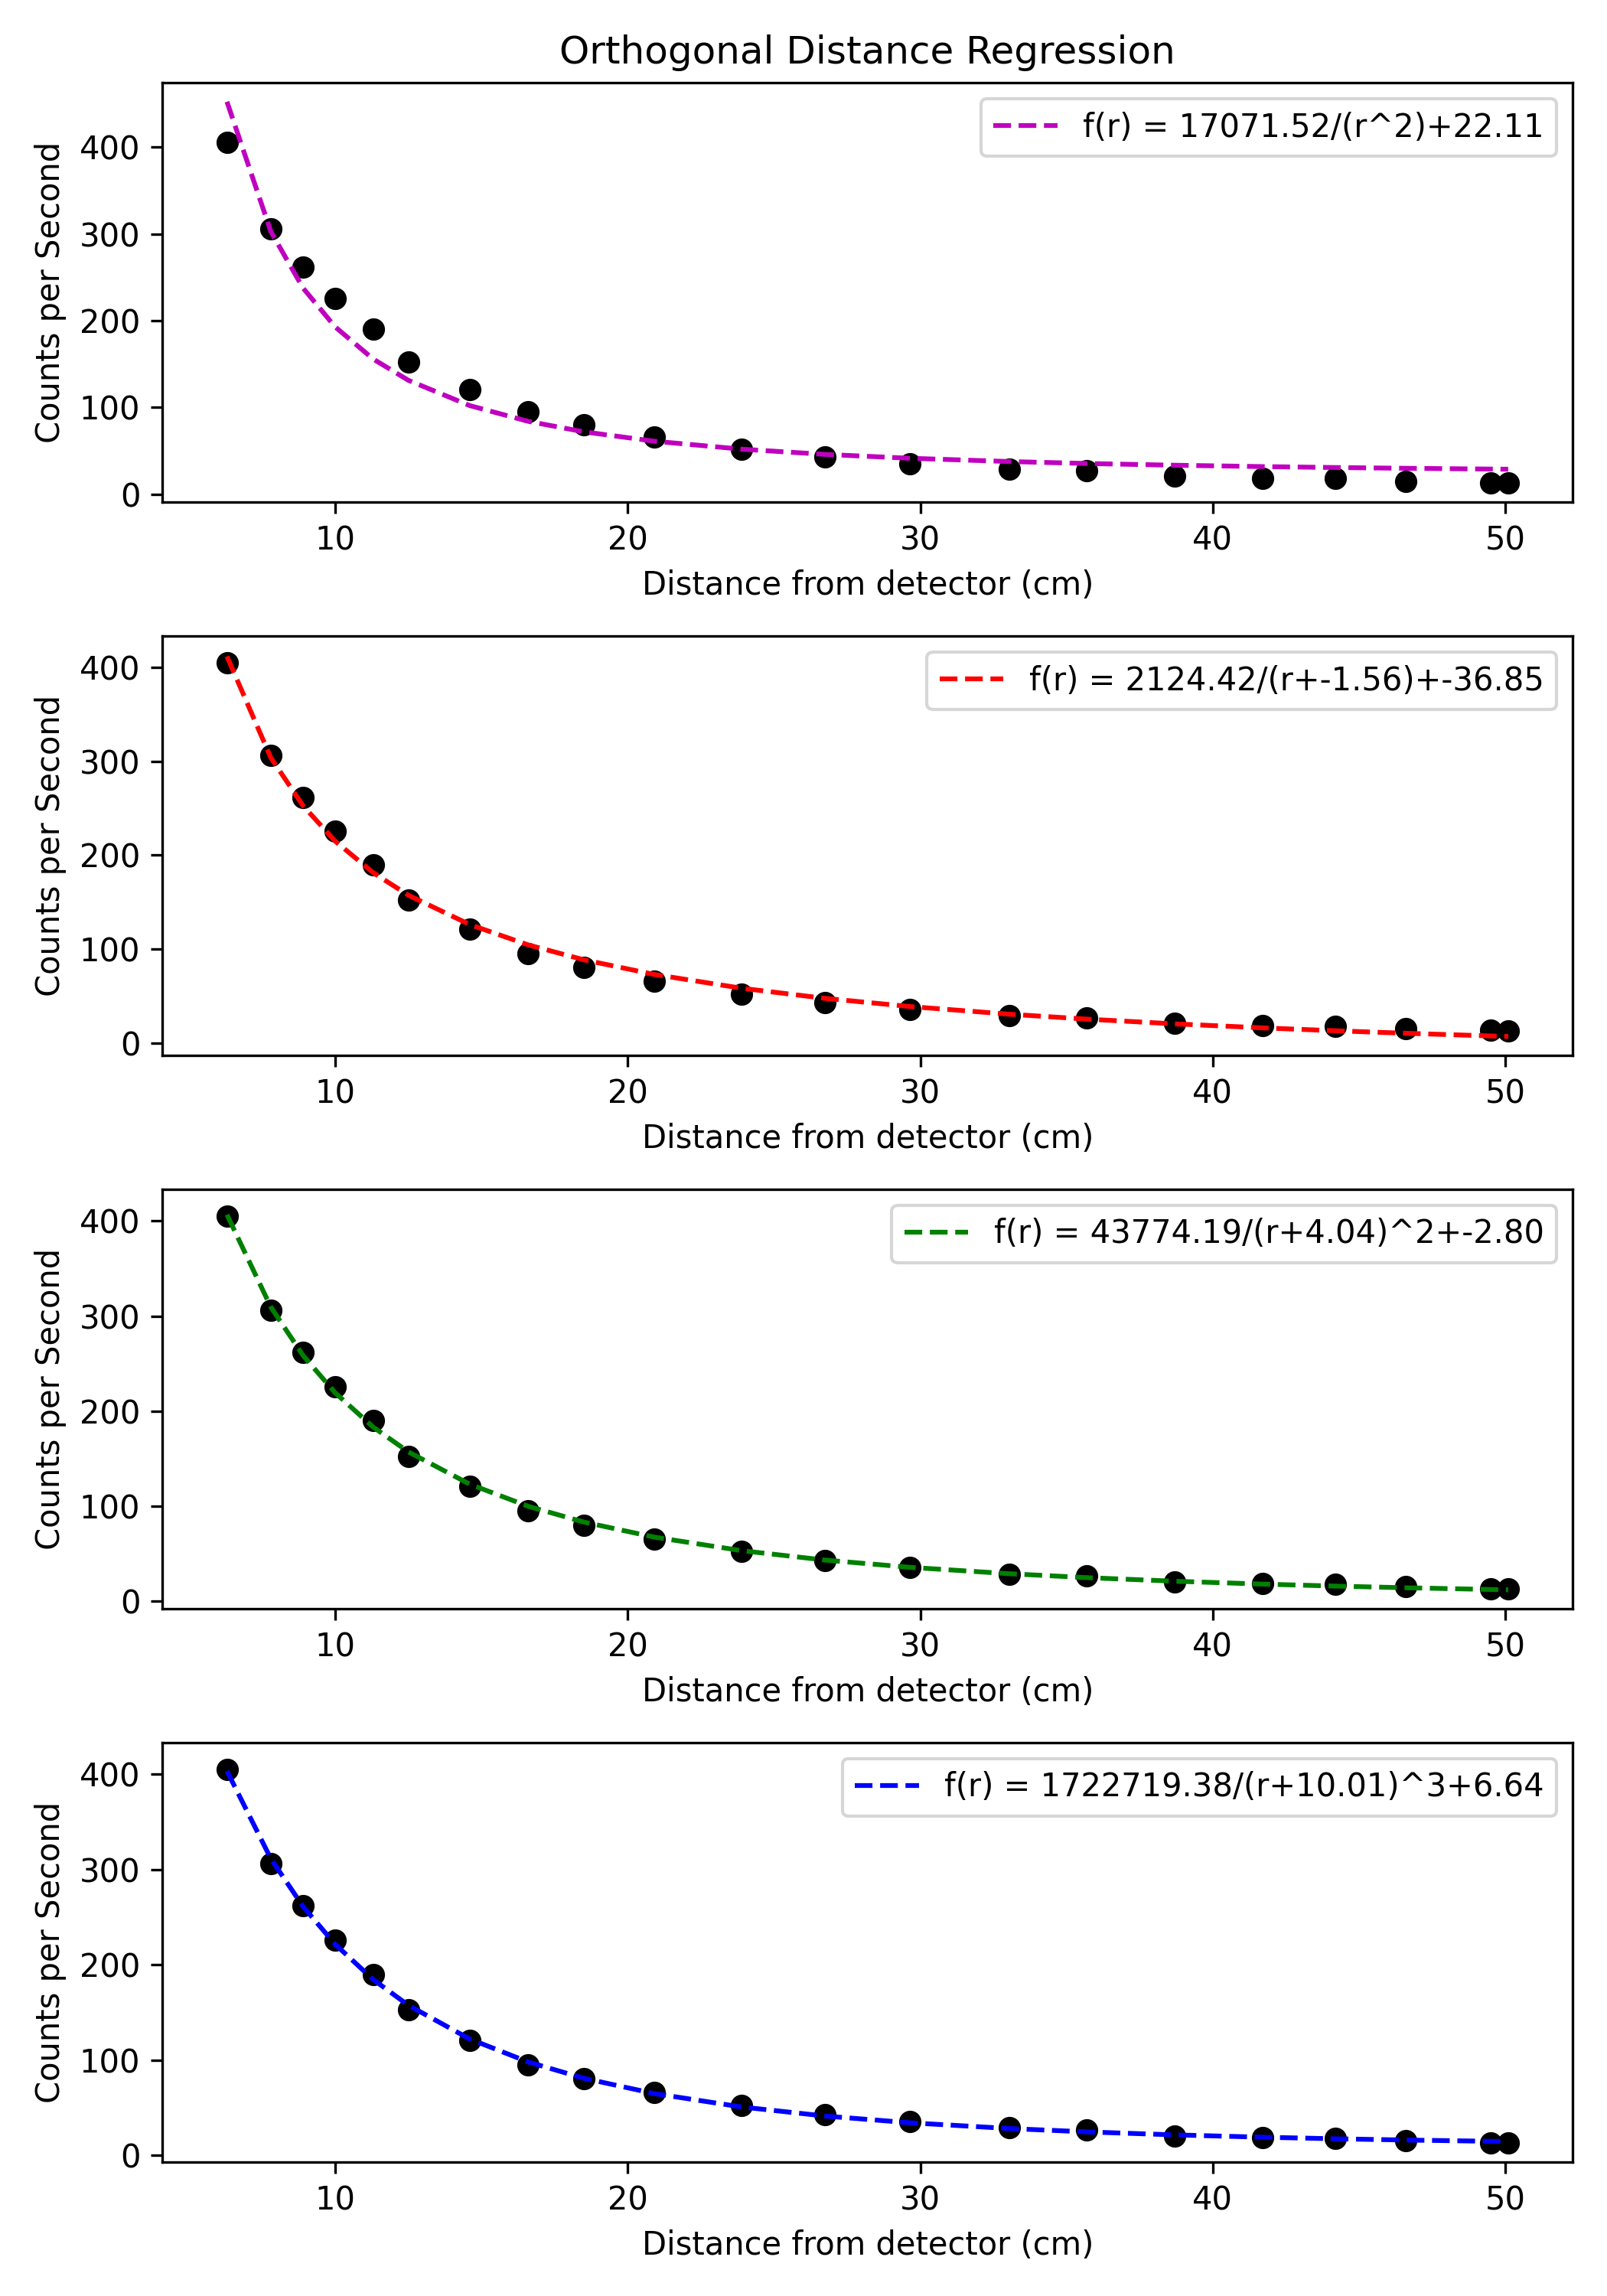 Orthogonal Distance Regression
f(r) = 17071.52/(r^2)+22.11
Counts per Second
400
300
200
100
0
10 20 30 40 50
Distance from detector (cm)
f(r) = 2124.42/(r+-1.56)+-36.85
Counts per Second
400
300
200
100
0
10 20 30 40 50
Distance from detector (cm)
f(r) = 43774.19/(r+4.04)^2+-2.80
Counts per Second
400
300
200
100
0
10 20 30 40 50
Distance from detector (cm)
f(r) = 1722719.38/(r+10.01)^3+6.64
Counts per Second
400
300
200
100
0
10 20 30 40 50
Distance from detector (cm)